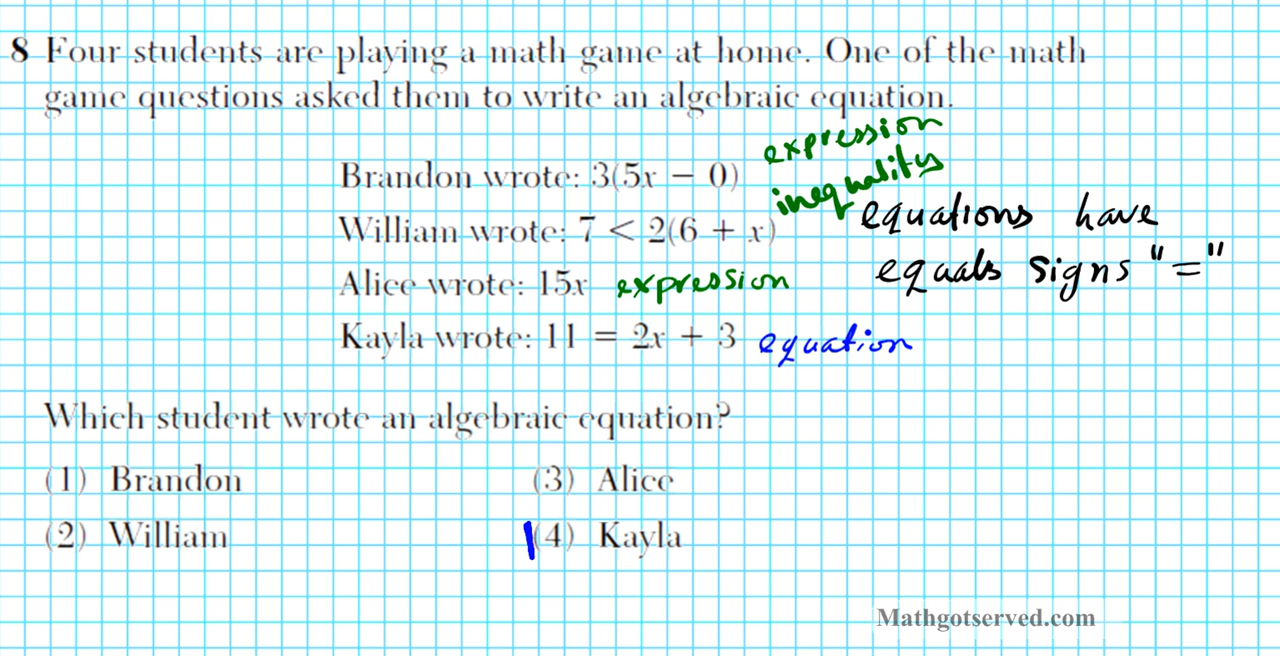 8 Four students are playing a math game at home. One of the math
game questions asked them to write an algebraic equation.
expression
Brandon wrote: 3(5x − 0)
inequality
William wrote: 7 < 2(6 + x)
equations have
equals signs "="
Alice wrote: 15x expression
Kayla wrote: 11 = 2x + 3 equation
Which student wrote an algebraic equation?
(1) Brandon (3) Alice
(2) William (4) Kayla
Mathgotserved.com